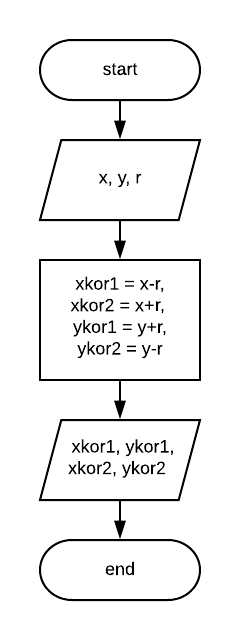 start
x, y, r
xkor1 = x-r,
xkor2 = x+r,
ykor1 = y+r,
ykor2 = y-r
xkor1, ykor1,
xkor2, ykor2
end